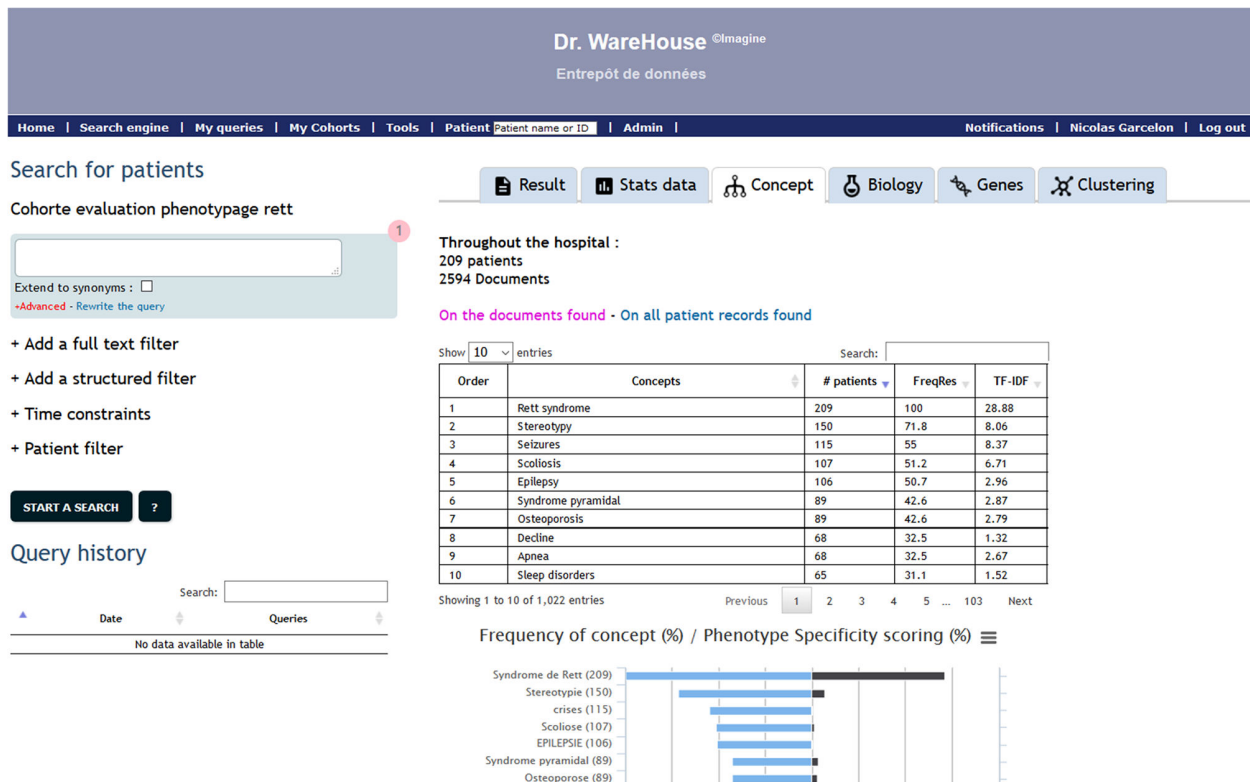 Dr. WareHouse ©Imagine
Entrepôt de données
Home | Search engine | My queries | My Cohorts | Tools | Patient Patient name or ID | Admin | Notifications | Nicolas Garcelon | Log out
Search for patients
Cohorte evaluation phenotypage rett
1
Extend to synonyms :
+Advanced - Rewrite the query
+ Add a full text filter
+ Add a structured filter
+ Time constraints
+ Patient filter
START A SEARCH ?
Query history
Search:
Date Queries
No data available in table
Result Stats data Concept Biology Genes Clustering
Throughout the hospital :
209 patients
2594 Documents
On the documents found - On all patient records found
Show 10 entries Search:
Order Concepts # patients FreqRes TF-IDF
1 Rett syndrome 209 100 28.88
2 Stereotypy 150 71.8 8.06
3 Seizures 115 55 8.37
4 Scoliosis 107 51.2 6.71
5 Epilepsy 106 50.7 2.96
6 Syndrome pyramidal 89 42.6 2.87
7 Osteoporosis 89 42.6 2.79
8 Decline 68 32.5 1.32
9 Apnea 68 32.5 2.67
10 Sleep disorders 65 31.1 1.52
Showing 1 to 10 of 1,022 entries Previous 1 2 3 4 5 ... 103 Next
Frequency of concept (%) / Phenotype Specificity scoring (%)
Syndrome de Rett (209)
Stereotypie (150)
crises (115)
Scoliose (107)
EPILEPSIE (106)
Syndrome pyramidal (89)
Osteoporose (89)